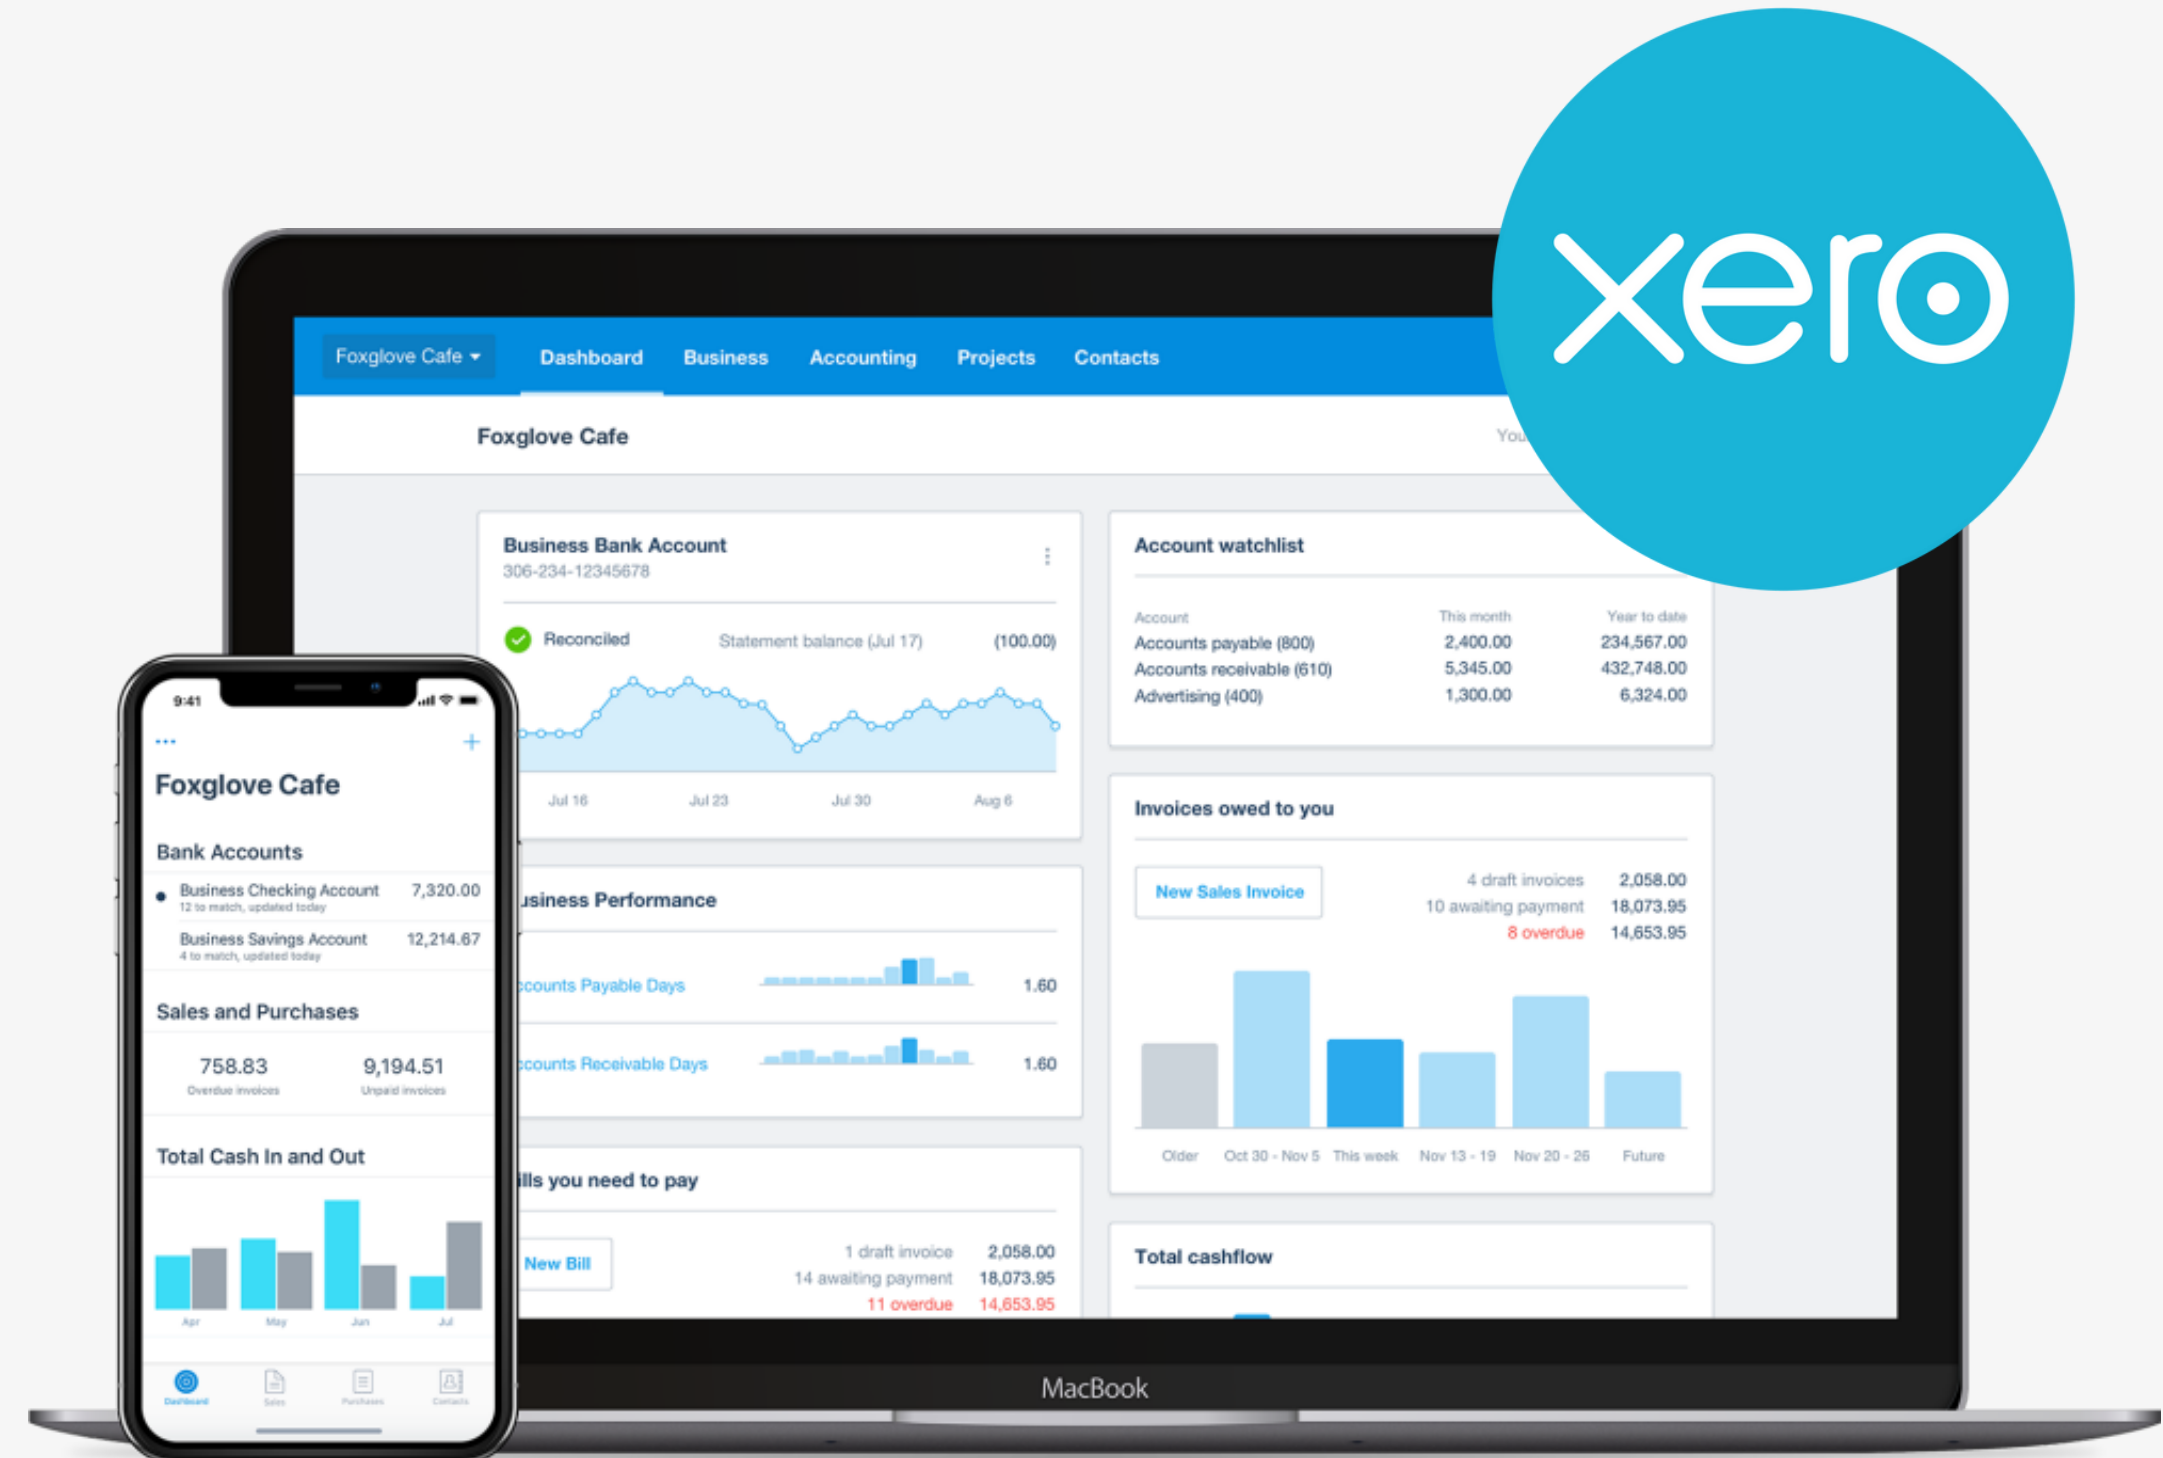 xero
Foxglove Cafe
Dashboard
Business
Accounting
Projects
Contacts
Foxglove Cafe
Business Bank Account
306-234-12345678
Reconciled
Statement balance (Jul 17)
(100.00)
Jul 16
Jul 23
Jul 30
Aug 6
Account watchlist
Account This month Year to date
Accounts payable (800) 2,400.00 234,567.00
Accounts receivable (610) 5,345.00 432,748.00
Advertising (400) 1,300.00 6,324.00
usiness Performance
ccounts Payable Days 1.60
ccounts Receivable Days 1.60
Invoices owed to you
New Sales Invoice
4 draft invoices 2,058.00
10 awaiting payment 18,073.95
8 overdue 14,653.95
Older
Oct 30 - Nov 5
This week
Nov 13 - 19
Nov 20 - 26
Future
ills you need to pay
New Bill
1 draft invoice 2,058.00
14 awaiting payment 18,073.95
11 overdue 14,653.95
Total cashflow
9:41
Foxglove Cafe
Bank Accounts
Business Checking Account 7,320.00
12 to match, updated today
Business Savings Account 12,214.67
4 to match, updated today
Sales and Purchases
758.83 9,194.51
Overdue invoices Unpaid invoices
Total Cash In and Out
Apr
May
Jun
Jul
Dashboard
Sales
Purchases
Contacts
MacBook